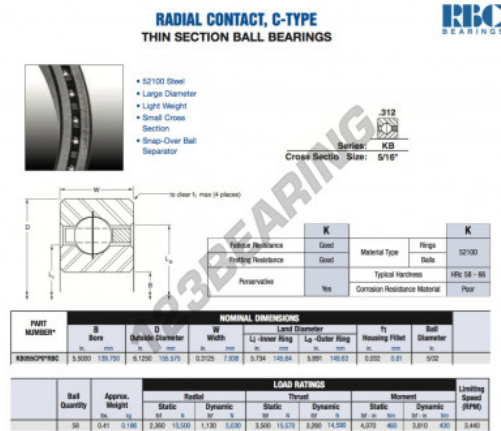 RADIAL CONTACT, C-TYPE
THIN SECTION BALL BEARINGS
RBC
BEARINGS
• 52100 Steel
• Large Diameter
• Light Weight
• Small Cross
Section
• Snap-Over Ball
Separator
.312
Series: KB
Cross Sectio Size: 5/16"
123BEARING
W
to clear f1 max (4 places)
D
B
K K
Fatigue Resistance Good Material Type Rings 52100
Fretting Resistance Good Balls
Perservative Yes Typical Hardness HRc 58 - 66
Corrosion Resistance Material Poor
NOMINAL DIMENSIONS
PART NUMBER* B Bore D Outside Diameter W Width Land Diameter f1 Housing Fillet Ball Diameter
Lj -Inner Ring Lg -Outer Ring
in. mm in. mm in. mm in. mm in. mm in. mm in.
KB055CP0*RBC 5.5000 139.700 6.1250 155.575 0.3125 7.938 5.734 145.64 5.891 149.63 0.032 0.81 5/32
LOAD RATINGS
Ball Quantity Approx. Weight Radial Thrust Moment Limiting Speed (RPM)
Static Dynamic Static Dynamic Static Dynamic
lbs. kg lbf N lbf N lbf N lbf N lbf - in Nm lbf - in Nm
58 0.41 0.186 2,360 10,500 1,130 5,030 3,500 15,570 3,280 14,590 4,070 460 3,810 430 3,440